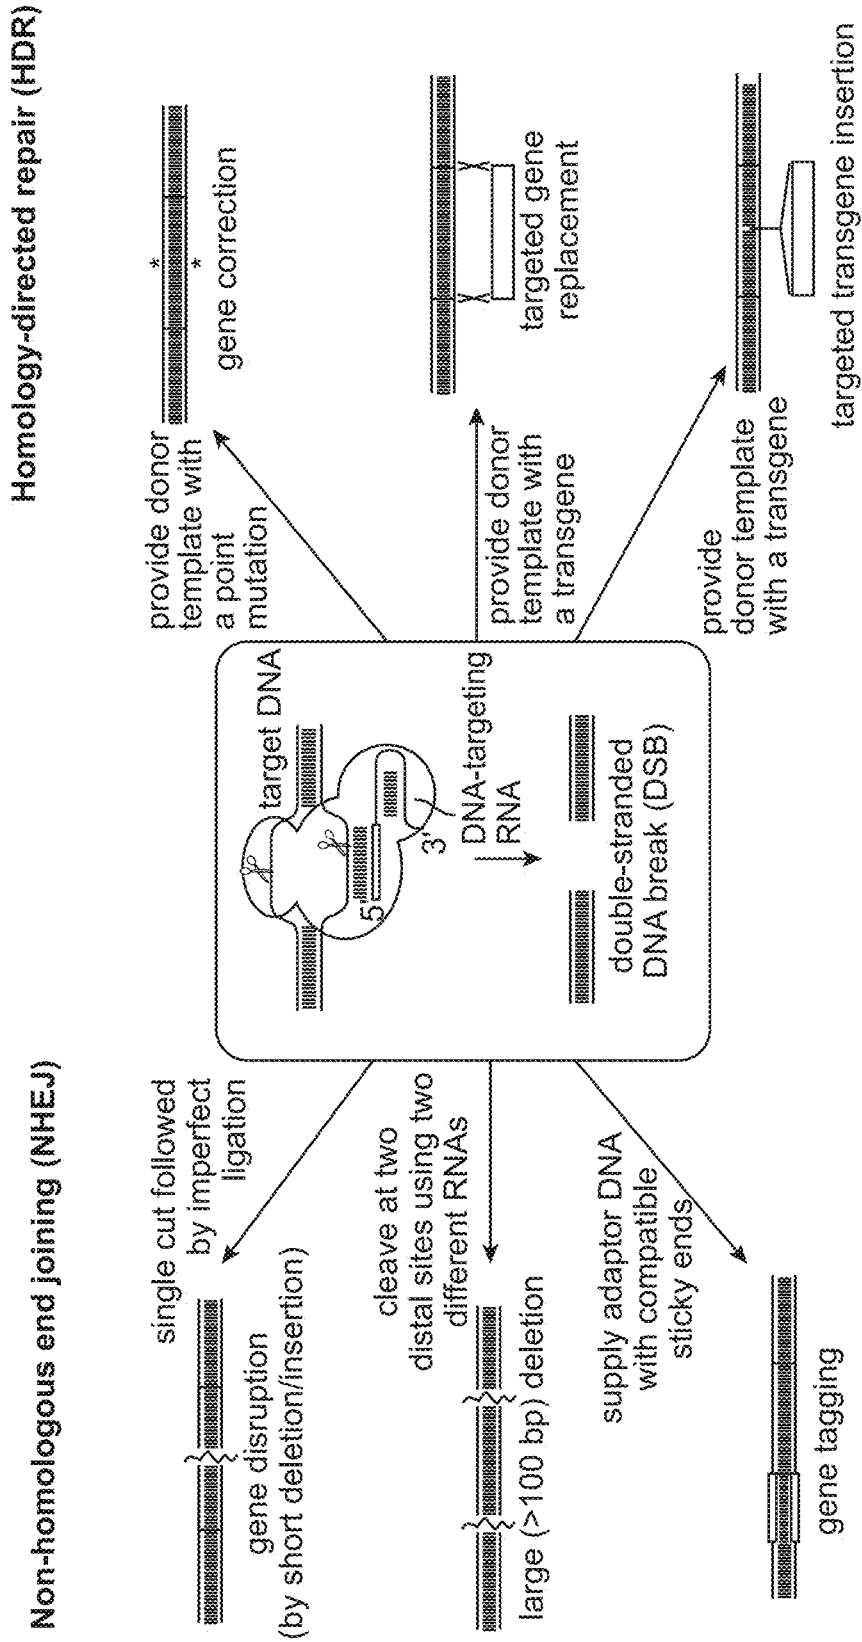 Non-homologous end joining (NHEJ)
Homology-directed repair (HDR)
single cut followed
by imperfect
ligation
gene disruption
(by short deletion/insertion)
cleave at two
distal sites using two
different RNAs
large (>100 bp) deletion
supply adaptor DNA
with compatible
sticky ends
gene tagging
target DNA
5'
3'
DNA-targeting
RNA
double-stranded
DNA break (DSB)
provide donor
template with
a point
mutation
*
*
gene correction
provide donor
template with
a transgene
targeted gene
replacement
provide
donor template
with a transgene
targeted transgene insertion